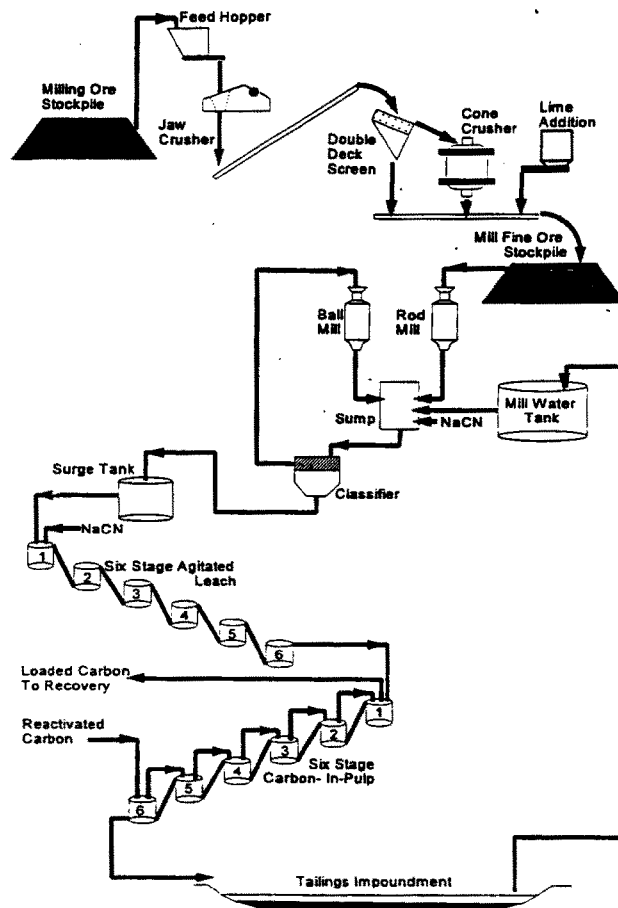 Feed Hopper
Milling Ore
Stockpile
Jaw
Crusher
Double
Deck
Screen
Cone
Crusher
Lime
Addition
Mill Fine Ore
Stockpile
Ball
Mill
Rod
Mill
Sump
NaCN
Mill Water
Tank
Classifier
Surge Tank
NaCN
1
Six Stage Agitated
Leach
2
3
4
5
6
Loaded Carbon
To Recovery
1
2
3
4
5
6
Reactivated
Carbon
Six Stage
Carbon- In-Pulp
Tailings Impoundment